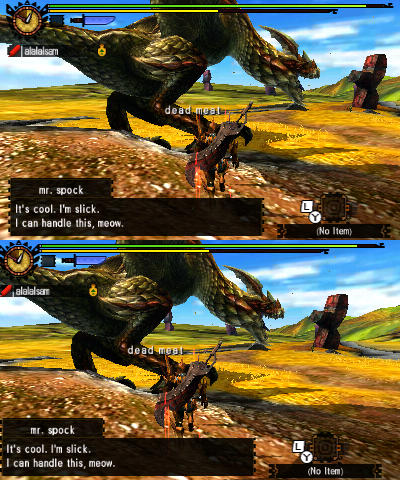 alalalsam
dead meat
mr. spock
It's cool. I'm slick.
I can handle this, meow.
L
Y
(No Item)
alalalsam
dead meat
mr. spock
It's cool. I'm slick.
I can handle this, meow.
L
Y
(No Item)